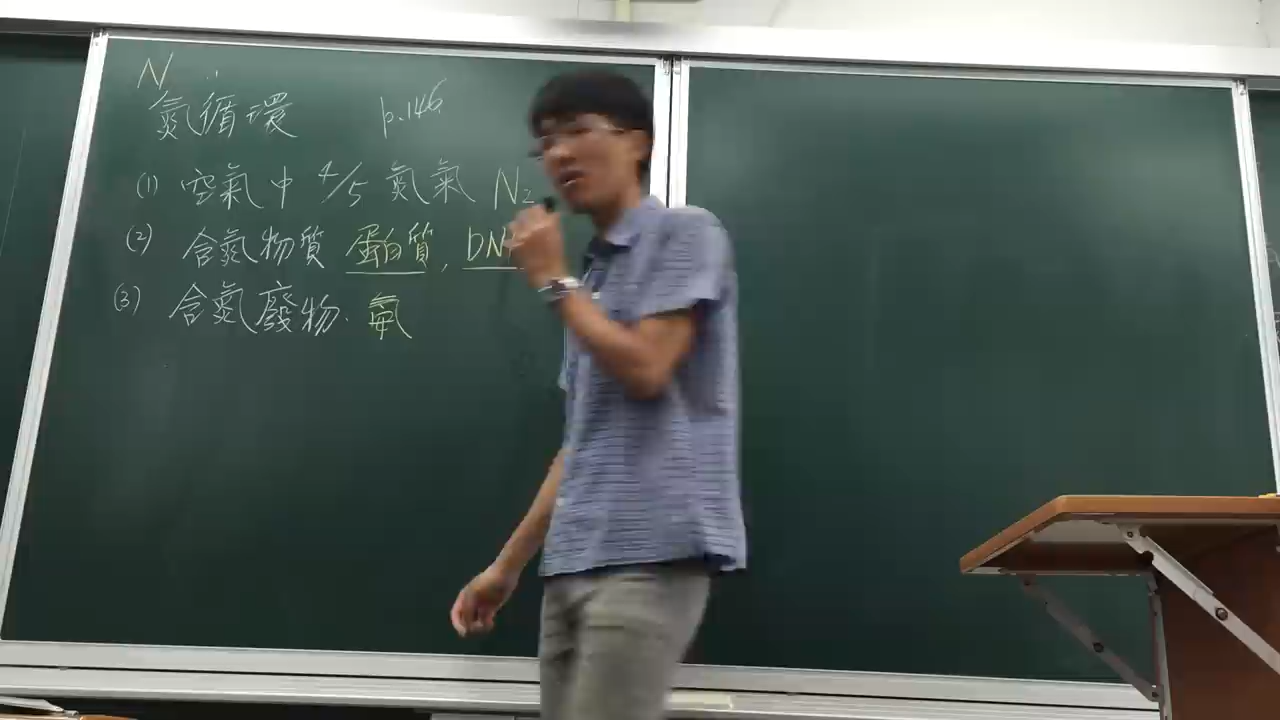 N
氮循環 p.146
(1) 空氣中 4/5 氮氣 N2
(2) 含氮物質 蛋白質, DN
(3) 含氮廢物. 氨